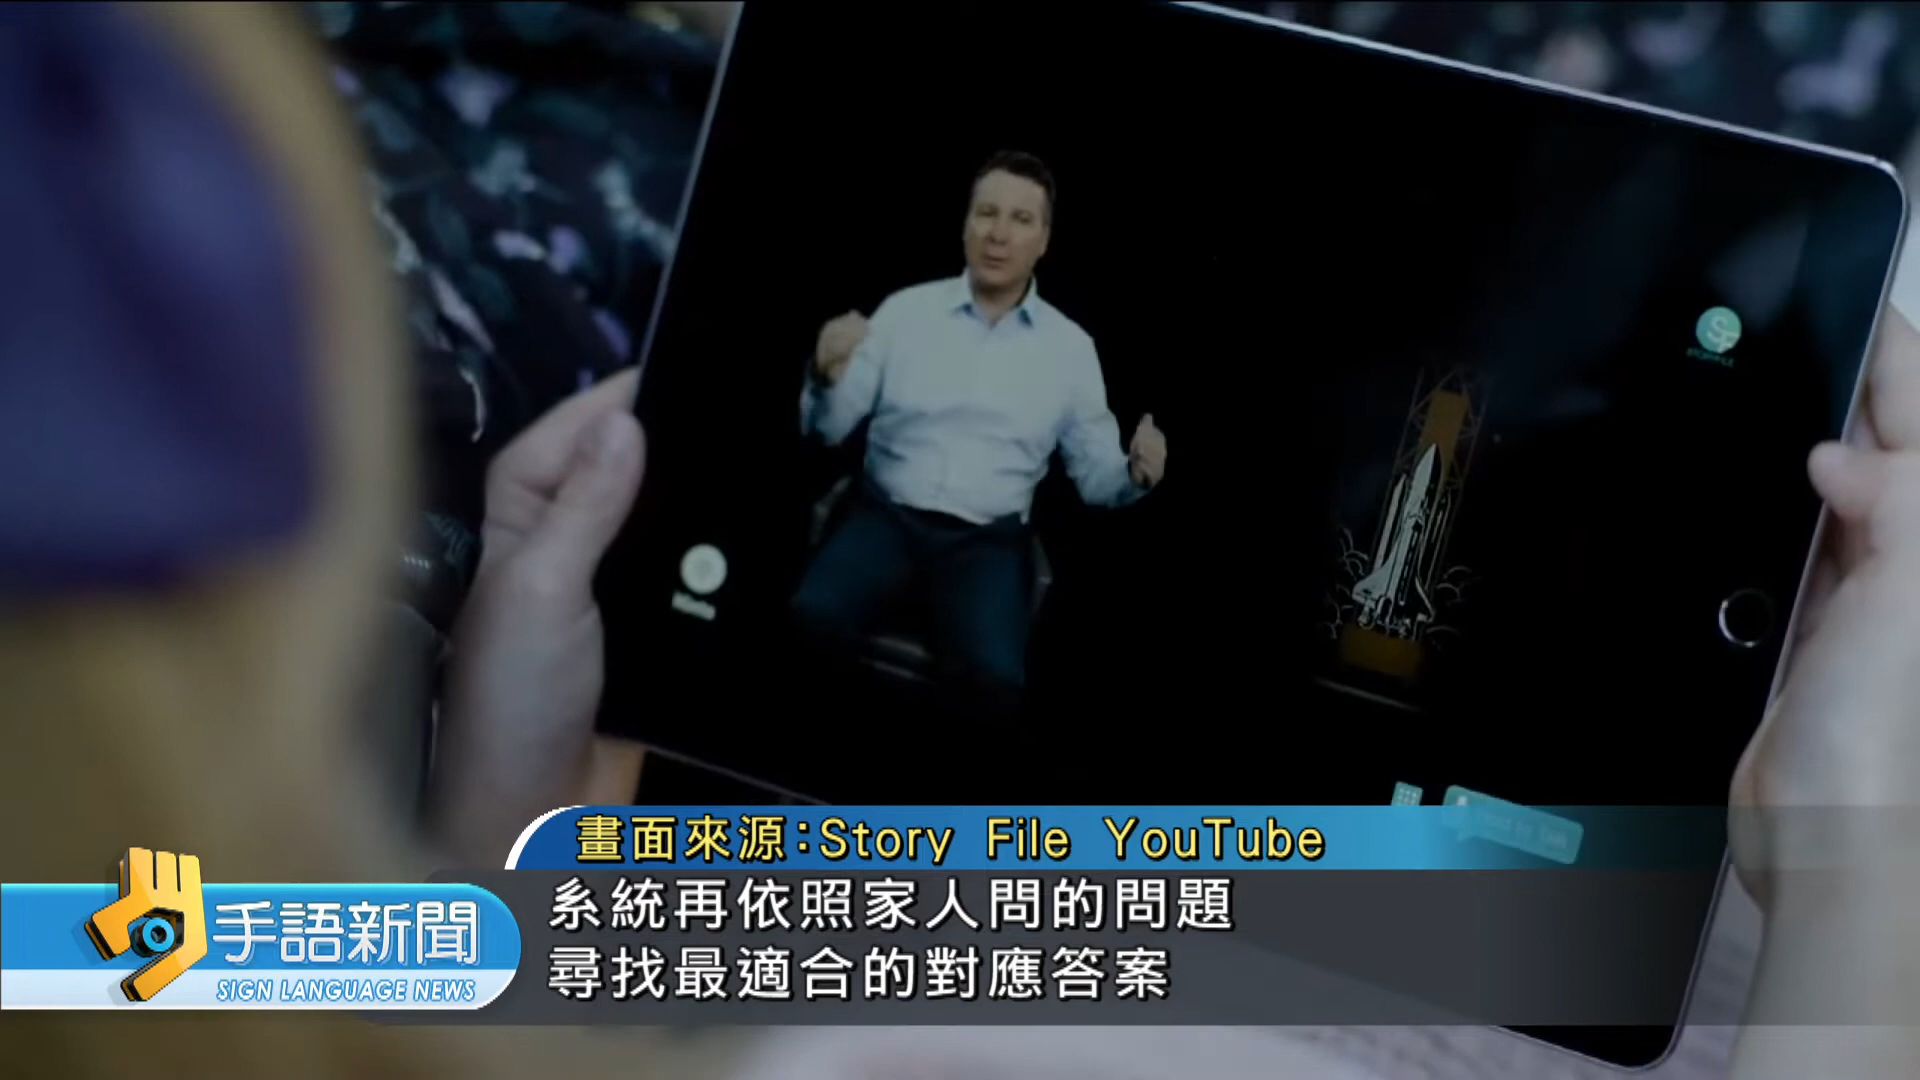 畫面來源:Story File YouTube
糸統再依照家人問的問題
尋找最適合的對應答案
手語新聞
SIGN LANGUAGE NEWS